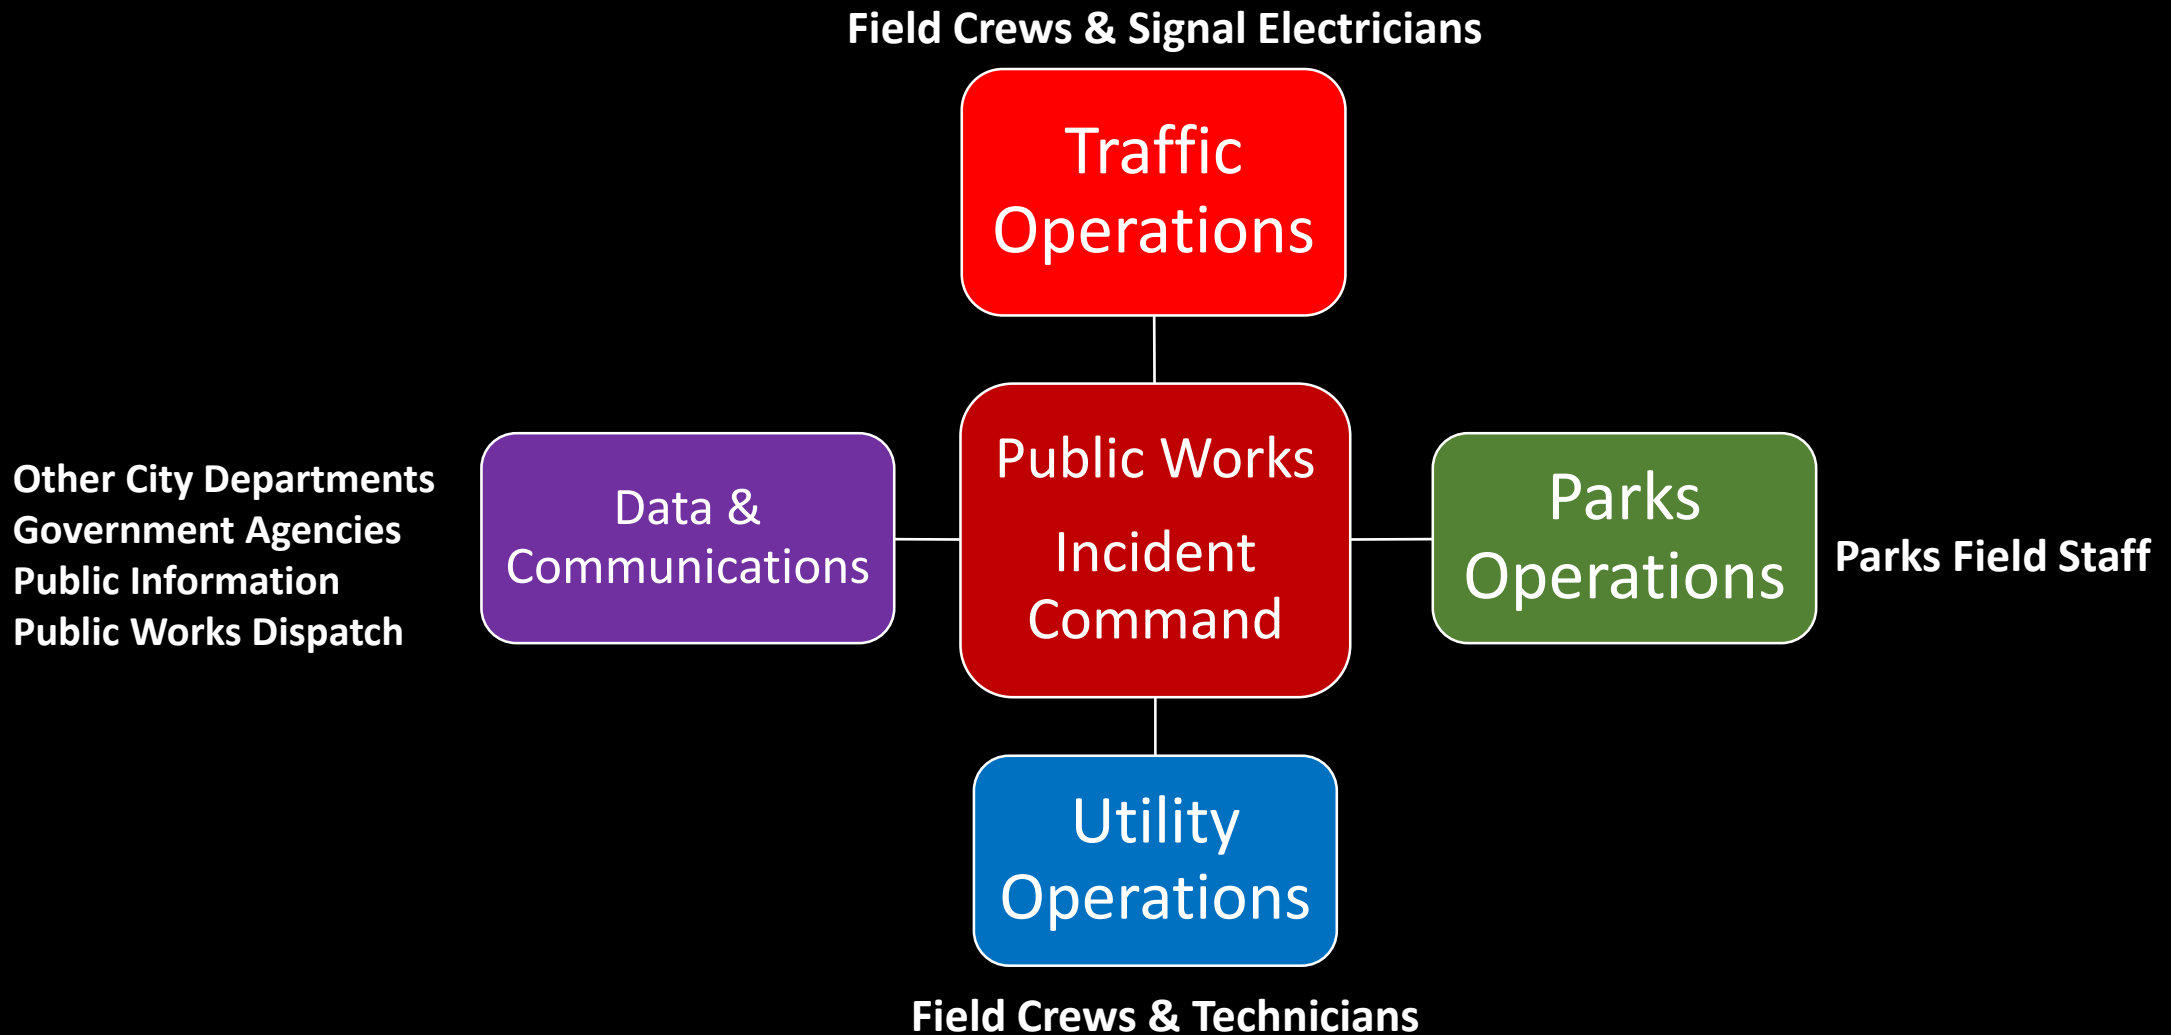 Field Crews & Signal Electricians
Traffic
Operations
Other City Departments
Government Agencies
Public Information
Public Works Dispatch
Data &
Communications
Public Works
Incident
Command
Parks
Operations
Parks Field Staff
Utility
Operations
Field Crews & Technicians